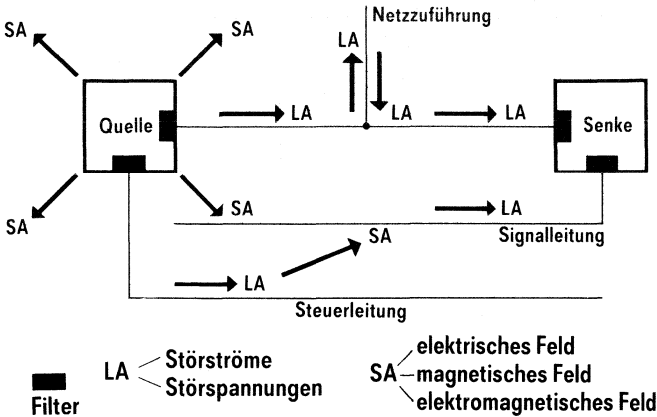 Netzzuführung
SA SA
LA
Quelle LA LA LA Senke
SA SA LA
SA Signalleitung
LA
Steuerleitung
elektrisches Feld
Störströme
LA SA magnetisches Feld
Störspannungen
Filter elektromagnetisches Feld